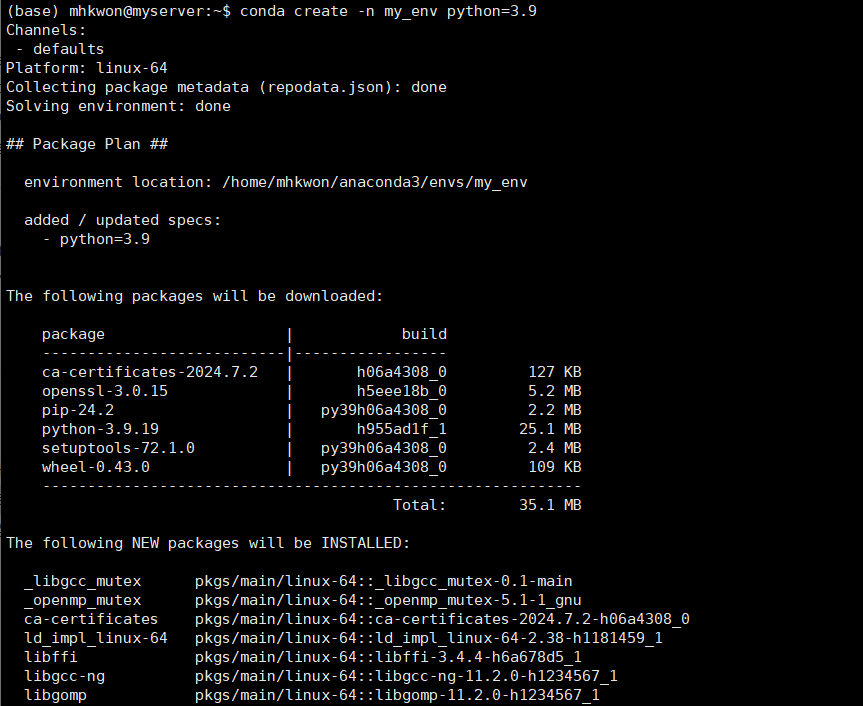 (base) mhkwon@myserver:~$ conda create -n my_env python=3.9
Channels:
 - defaults
Platform: linux-64
Collecting package metadata (repodata.json): done
Solving environment: done

## Package Plan ##

  environment location: /home/mhkwon/anaconda3/envs/my_env

  added / updated specs:
    - python=3.9


The following packages will be downloaded:

    package                    |            build
    ---------------------------|-----------------
    ca-certificates-2024.7.2   |       h06a4308_0         127 KB
    openssl-3.0.15             |       h5eee18b_0         5.2 MB
    pip-24.2                   |   py39h06a4308_0         2.2 MB
    python-3.9.19              |       h955ad1f_1        25.1 MB
    setuptools-72.1.0          |   py39h06a4308_0         2.4 MB
    wheel-0.43.0               |   py39h06a4308_0         109 KB
    ------------------------------------------------------------
                                           Total:        35.1 MB

The following NEW packages will be INSTALLED:

  _libgcc_mutex      pkgs/main/linux-64::_libgcc_mutex-0.1-main
  _openmp_mutex      pkgs/main/linux-64::_openmp_mutex-5.1-1_gnu
  ca-certificates    pkgs/main/linux-64::ca-certificates-2024.7.2-h06a4308_0
  ld_impl_linux-64   pkgs/main/linux-64::ld_impl_linux-64-2.38-h1181459_1
  libffi             pkgs/main/linux-64::libffi-3.4.4-h6a678d5_1
  libgcc-ng          pkgs/main/linux-64::libgcc-ng-11.2.0-h1234567_1
  libgomp            pkgs/main/linux-64::libgomp-11.2.0-h1234567_1